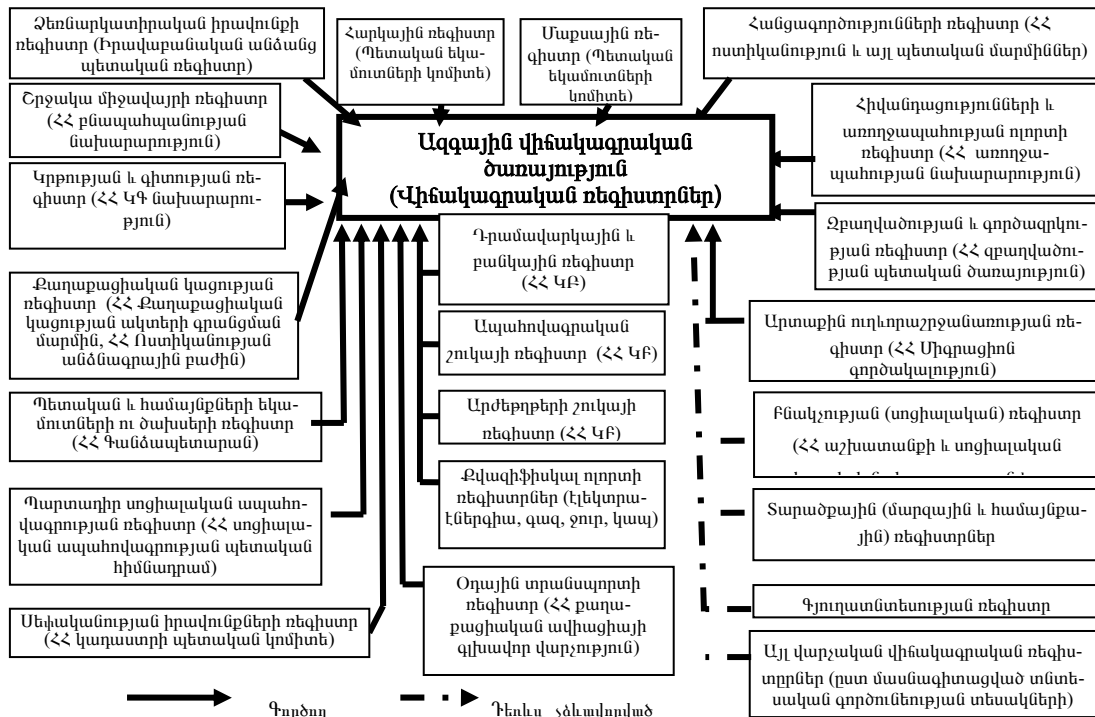 Ձեռնարկատիրական իրավունքի
ռեգիստր (Իրավաբանական անձանց
պետական ռեգիստր)
Հարկային ռեգիստր
(Պետական եկա-
մուտների կոմիտե)
Մաքսային ռե-
գիստր (Պետական
եկամուտների
կոմիտե)
Հանցագործությունների ռեգիստր (ՀՀ
ոստիկանություն և այլ պետական մարմիններ)
Շրջակա միջավայրի ռեգիստր
(ՀՀ բնապահպանության
նախարարություն)
Ազգային վիճակագրական
ծառայություն
(Վիճակագրական ռեգիստրներ)
Հիվանդացությունների և
առողջապահության ոլորտի
ռեգիստր (ՀՀ առողջա-
պահության նախարարություն)
Կրթության և գիտության ռե-
գիստր (ՀՀ ԿԳ նախարարու-
թյուն)
Դրամավարկային և
բանկային ռեգիստր
(ՀՀ ԿԲ)
Զբաղվածության և գործազրկու-
թյան ռեգիստր (ՀՀ զբաղվածու-
թյան պետական ծառայություն)
Քաղաքացիական կացության
ռեգիստր (ՀՀ Քաղաքացիական
կացության ակտերի գրանցման
մարմին, ՀՀ Ոստիկանության
անձնագրային բաժին)
Ապահովագրական
շուկայի ռեգիստր (ՀՀ ԿԲ)
Արտաքին ուղևորաշրջանառության ռե-
գիստր (ՀՀ Միգրացիոն
գործակալություն)
Պետական և համայնքների եկա-
մուտների ու ծախսերի ռեգիստր
(ՀՀ Գանձապետարան)
Արժեթղթերի շուկայի
ռեգիստր (ՀՀ ԿԲ)
Բնակչության (սոցիալական) ռեգիստր
(ՀՀ աշխատանքի և սոցիալական
Քվազիֆիսկալ ոլորտի
ռեգիստրներ (էլեկտրա-
էներգիա, գազ, ջուր, կապ)
Պարտադիր սոցիալական ապահ-
ովագրության ռեգիստր (ՀՀ սոցիալա-
կան ապահովագրության պետական
հիմնադրամ)
Տարածքային (մարզային և համայնքա-
յին) ռեգիստրներ
Օդային տրանսպորտի
ռեգիստր (ՀՀ քաղա-
քացիական ավիացիայի
գլխավոր վարչություն)
Գյուղատնտեսության ռեգիստր
Սեփականության իրավունքների ռեգիստր
(ՀՀ կադաստրի պետական կոմիտե)
Այլ վարչական վիճակագրական ռեգիս-
տըրներ (ըստ մասնագիտացված տնտե-
սական գործունեության տեսակների)
Գործող
Դեռևս չձևավորված